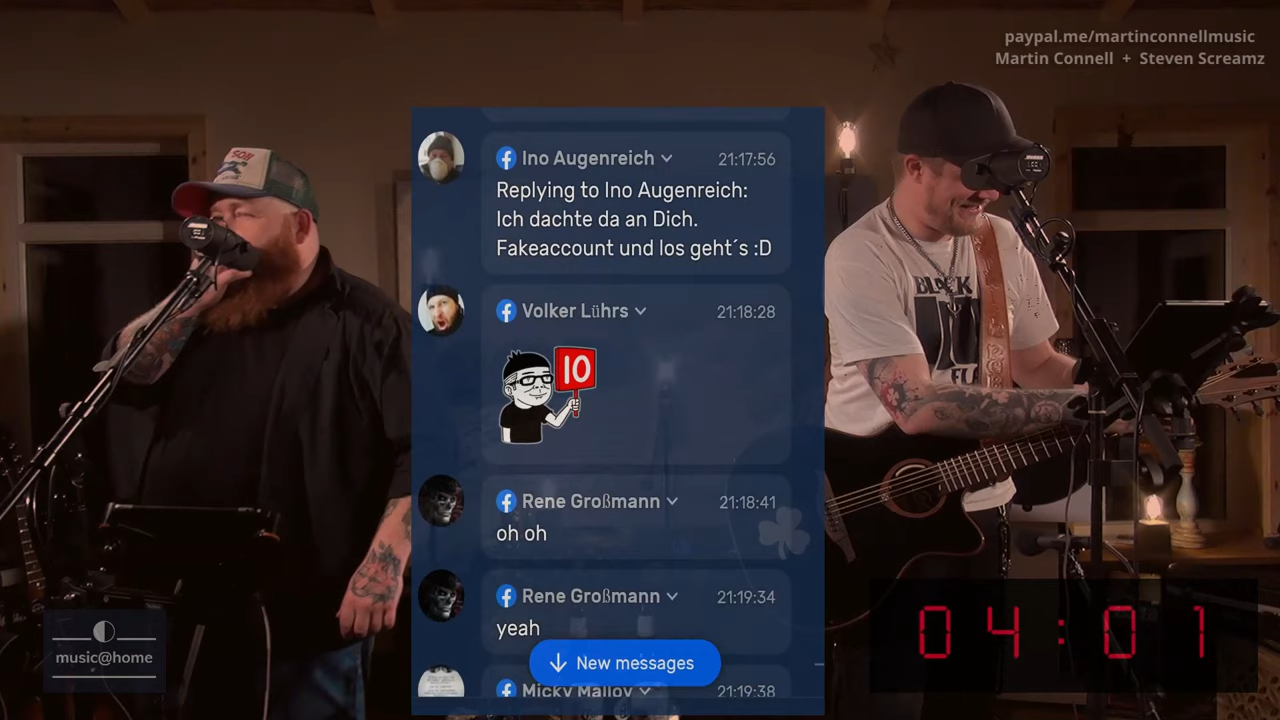 paypal.me/martinconnellmusic
Martin Connell + Steven Screamz
Ino Augenreich 21:17:56
Replying to Ino Augenreich:
Ich dachte da an Dich.
Fakeaccount und los geht´s :D
Volker Lührs 21:18:28
10
Rene Großmann 21:18:41
oh oh
Rene Großmann 21:19:34
yeah
New messages
Micky Malloy 21:19:38
BLACK
FL
music@home
04:01